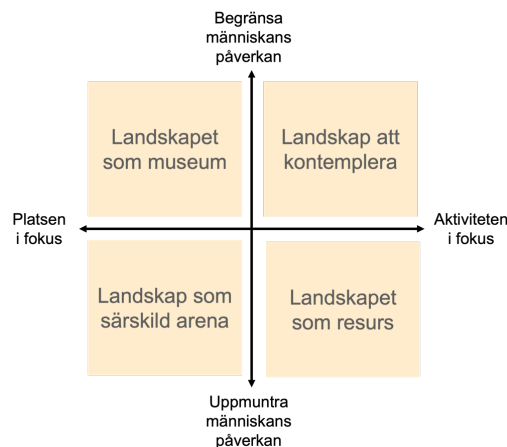 Begränsa
människans
påverkan
Landskapet
som museum
Landskap att
kontemplera
Platsen
i fokus
Aktiviteten
i fokus
Landskap som
särskild arena
Landskapet
som resurs
Uppmuntra
människans
påverkan